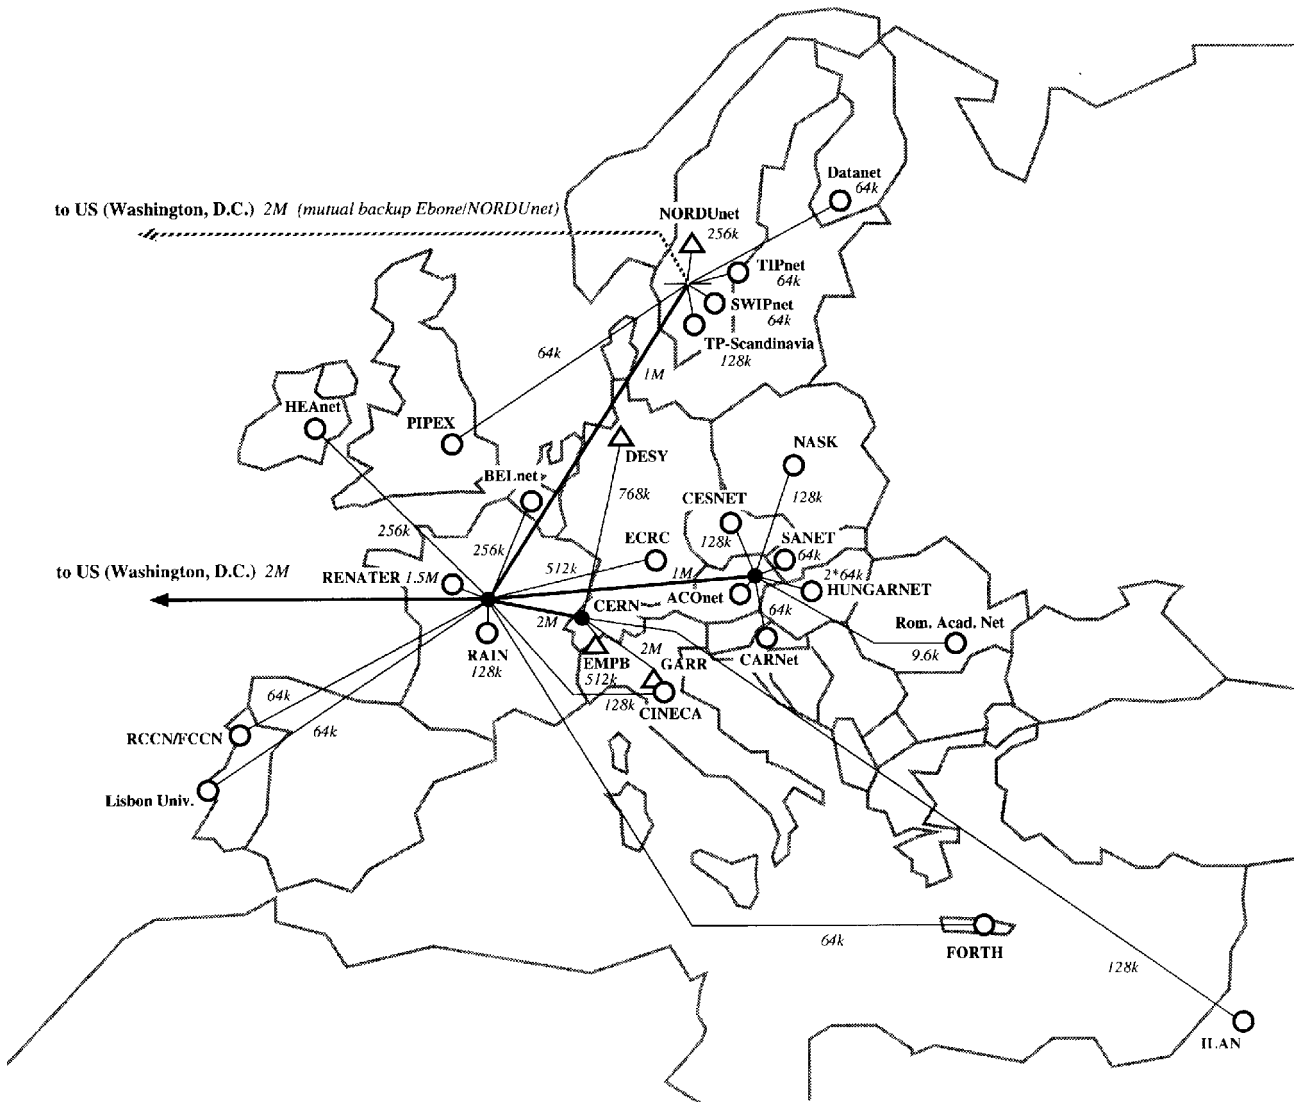 Datanet
64k
to US (Washington, D.C.) 2M (mutual backup Ebone/NORDUnet)
NORDUnet
256k
TIPnet
64k
SWIPnet
64k
TP-Scandinavia
128k
64k
1M
HEAnet
PIPEX
DESY
NASK
BELnet
768k
CESNET
128k
256k
128k
SANET
64k
256k
ECRC
512k
1M
2*64k
to US (Washington, D.C.) 2M
RENATER 1.5M
HUNGARNET
ACOnet
CERN
64k
2M
Rom. Acad. Net
9.6k
RAIN
128k
EMPB
512k
2M
GARR
CARNet
128k
CINECA
64k
RCCN/FCCN
64k
Lisbon Univ.
64k
FORTH
128k
ILAN